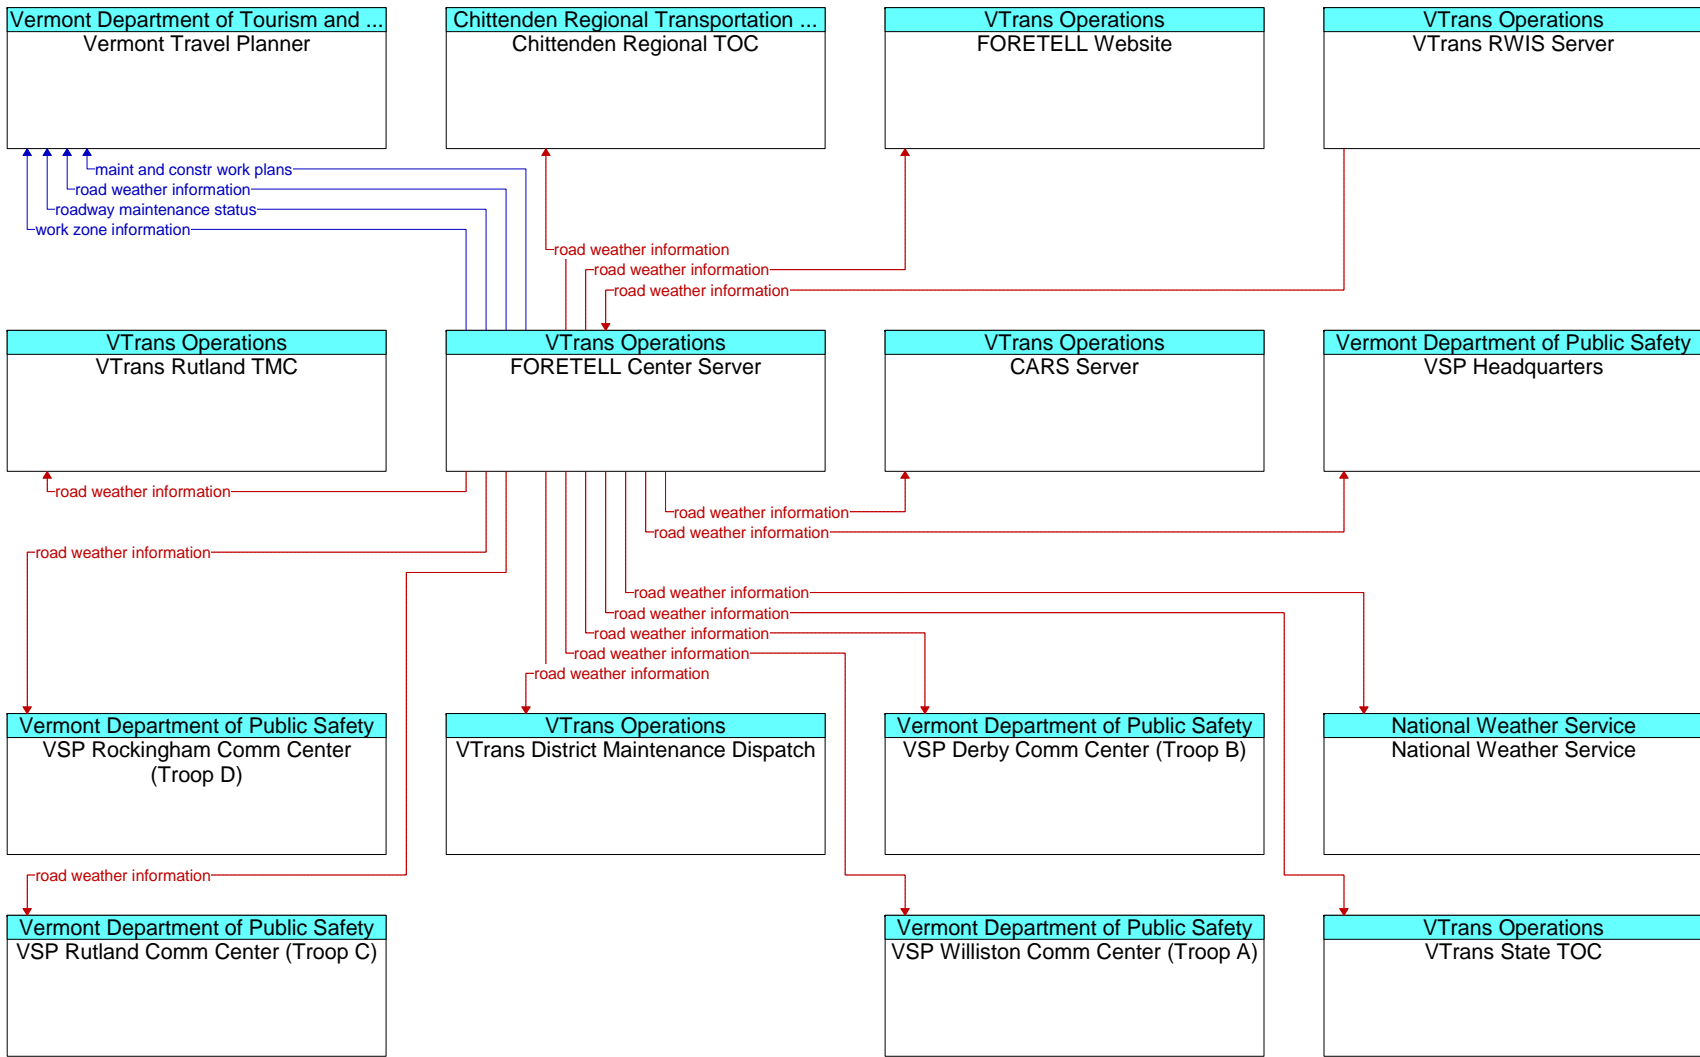 Vermont Department of Tourism and ...
Vermont Travel Planner
Chittenden Regional Transportation ...
Chittenden Regional TOC
VTrans Operations
FORETELL Website
VTrans Operations
VTrans RWIS Server
maint and constr work plans
road weather information
roadway maintenance status
work zone information
road weather information
road weather information
road weather information
VTrans Operations
VTrans Rutland TMC
VTrans Operations
FORETELL Center Server
VTrans Operations
CARS Server
Vermont Department of Public Safety
VSP Headquarters
road weather information
road weather information
road weather information
road weather information
road weather information
road weather information
road weather information
road weather information
road weather information
Vermont Department of Public Safety
VSP Rockingham Comm Center
(Troop D)
VTrans Operations
VTrans District Maintenance Dispatch
Vermont Department of Public Safety
VSP Derby Comm Center (Troop B)
National Weather Service
National Weather Service
road weather information
Vermont Department of Public Safety
VSP Rutland Comm Center (Troop C)
Vermont Department of Public Safety
VSP Williston Comm Center (Troop A)
VTrans Operations
VTrans State TOC